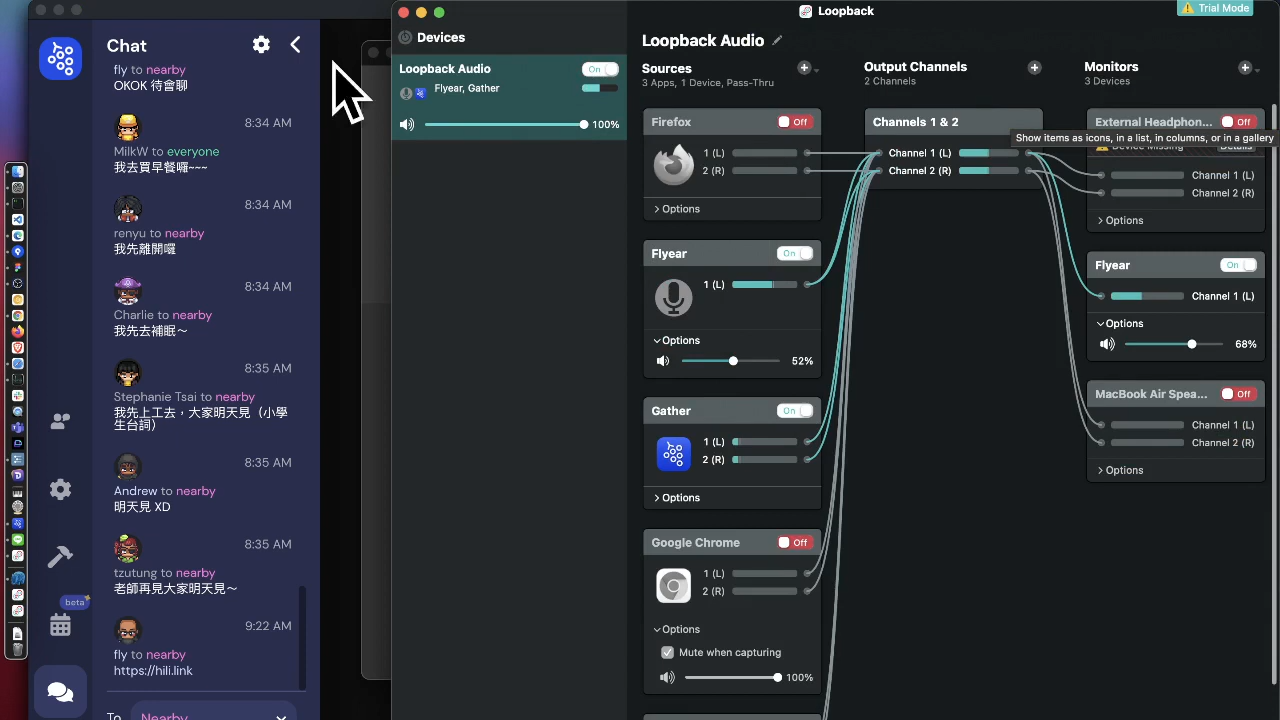 Chat
fly to nearby
OKOK 待會聊
8:34 AM
MilkW to everyone
我去買早餐囉~~~
8:34 AM
renyu to nearby
我先離開囉
8:34 AM
Charlie to nearby
我先去補眠～
8:35 AM
Stephanie Tsai to nearby
我先上工去，大家明天見（小學
生台詞）
8:35 AM
Andrew to nearby
明天見 XD
8:35 AM
tzutung to nearby
老師再見大家明天見～
beta
9:22 AM
fly to nearby
https://hili.link
To
Nearby
Devices
Loopback Audio
On
Flyear, Gather
100%
Loopback
Trial Mode
Loopback Audio
Sources
3 Apps, 1 Device, Pass-Thru
Firefox
Off
1 (L)
2 (R)
Options
Flyear
On
1 (L)
Options
52%
Gather
On
1 (L)
2 (R)
Options
Google Chrome
Off
1 (L)
2 (R)
Options
Mute when capturing
100%
Output Channels
2 Channels
Channels 1 & 2
Channel 1 (L)
Channel 2 (R)
Monitors
3 Devices
External Headphon...
Off
Show items as icons, in a list, in columns, or in a gallery
Device Missing
Details
Channel 1 (L)
Channel 2 (R)
Options
Flyear
On
Channel 1 (L)
Options
68%
MacBook Air Spea...
Off
Channel 1 (L)
Channel 2 (R)
Options